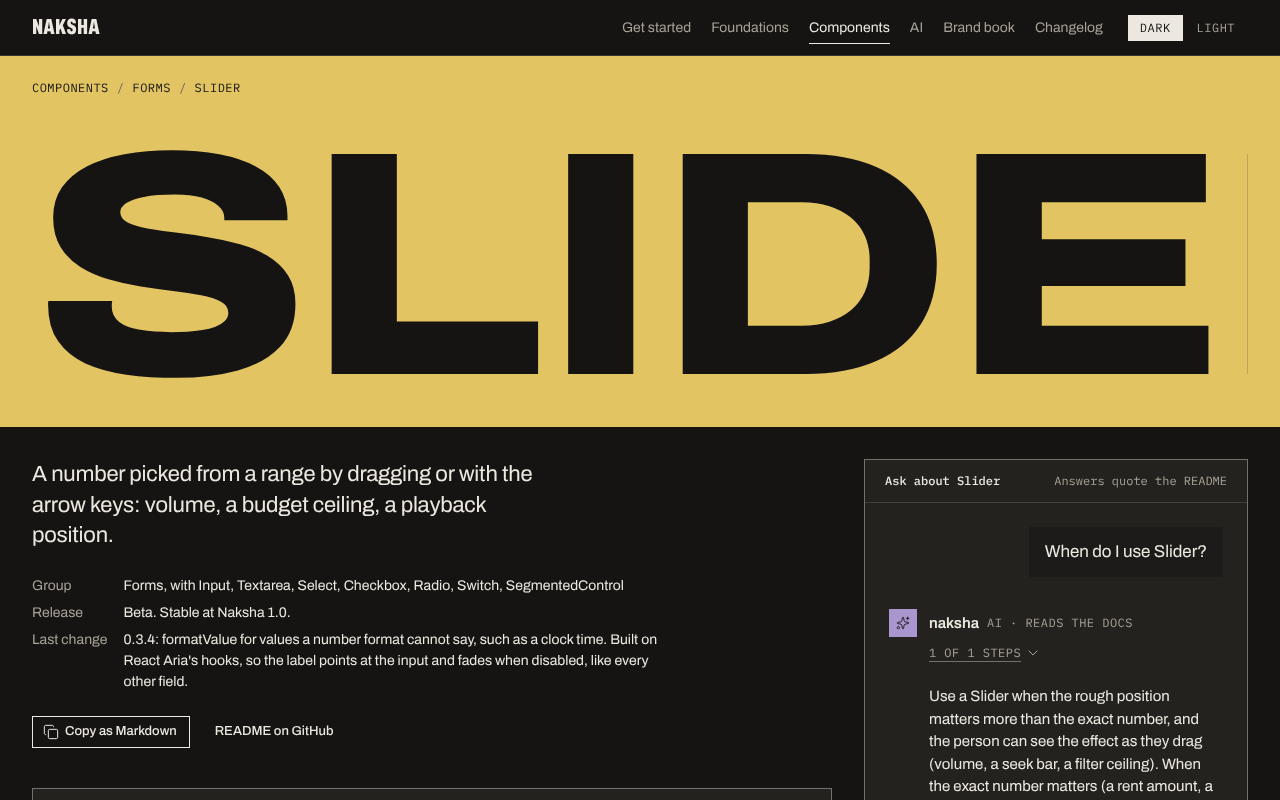 NAKSHA
Get started
Foundations
Components
AI
Brand book
Changelog
DARK
LIGHT
COMPONENTS / FORMS / SLIDER
SLIDE
A number picked from a range by dragging or with the
arrow keys: volume, a budget ceiling, a playback
position.
Group
Forms, with Input, Textarea, Select, Checkbox, Radio, Switch, SegmentedControl
Release
Beta. Stable at Naksha 1.0.
Last change
0.3.4: formatValue for values a number format cannot say, such as a clock time. Built on
React Aria's hooks, so the label points at the input and fades when disabled, like every
other field.
Copy as Markdown
README on GitHub
Ask about Slider
Answers quote the README
When do I use Slider?
naksha AI · READS THE DOCS
1 OF 1 STEPS
Use a Slider when the rough position
matters more than the exact number, and
the person can see the effect as they drag
(volume, a seek bar, a filter ceiling). When
the exact number matters (a rent amount, a